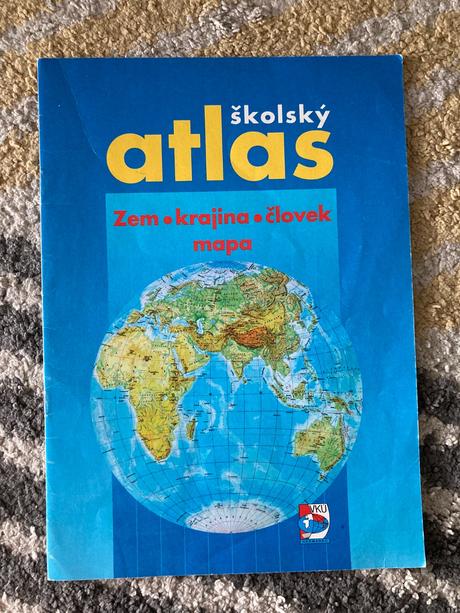 školský
atlas
Zem • krajina • človek
mapa
VKÚ